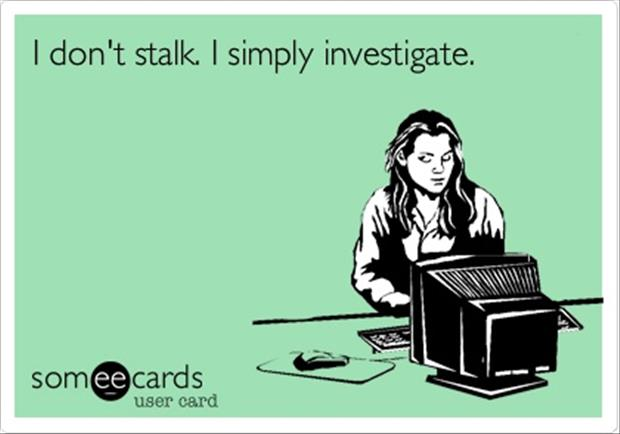 I don't stalk. I simply investigate.
someecards
user card